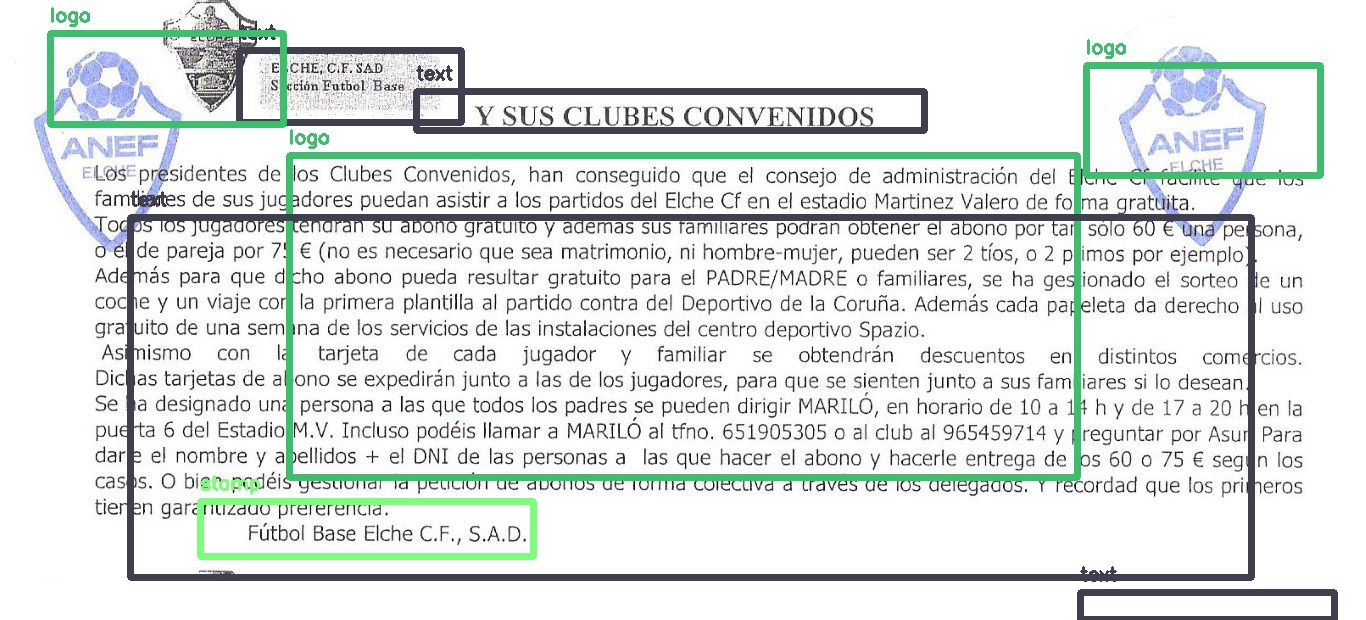 logo
ELCHE
text
logo
ELCHE, C.F. SAD
text
Sección Futbol Base
Y SUS CLUBES CONVENIDOS
logo
ANEF
ELCHE
ANEF
ELCHE
Los presidentes de los Clubes Convenidos, han conseguido que el consejo de administración del Elche Cf facilite que los
text
familiares de sus jugadores puedan asistir a los partidos del Elche Cf en el estadio Martinez Valero de forma gratuita.
Todos los jugadores tendrán su abono gratuito y además sus familiares podrán obtener el abono por tan sólo 60 € una persona,
o el de pareja por 75 € (no es necesario que sea matrimonio, ni hombre-mujer, pueden ser 2 tíos, o 2 primos por ejemplo).
Además para que dicho abono pueda resultar gratuito para el PADRE/MADRE o familiares, se ha gestionado el sorteo de un
coche y un viaje con la primera plantilla al partido contra del Deportivo de la Coruña. Además cada papeleta da derecho al uso
gratuito de una semana de los servicios de las instalaciones del centro deportivo Spazio.
Asimismo con la tarjeta de cada jugador y familiar se obtendrán descuentos en distintos comercios.
Dichas tarjetas de abono se expedirán junto a las de los jugadores, para que se sienten junto a sus familiares si lo desean.
Se ha designado una persona a las que todos los padres se pueden dirigir MARILÓ, en horario de 10 a 14 h y de 17 a 20 h en la
puerta 6 del Estadio M.V. Incluso podéis llamar a MARILÓ al tfno. 651905305 o al club al 965459714 y preguntar por Asun Para
darle el nombre y apellidos + el DNI de las personas a las que hacer el abono y hacerle entrega de los 60 o 75 € según los
stamp
casos. O bien podéis gestionar la petición de abonos de forma colectiva a través de los delegados. Y recordad que los primeros
tienen garantizado preferencia.
Fútbol Base Elche C.F., S.A.D.
text